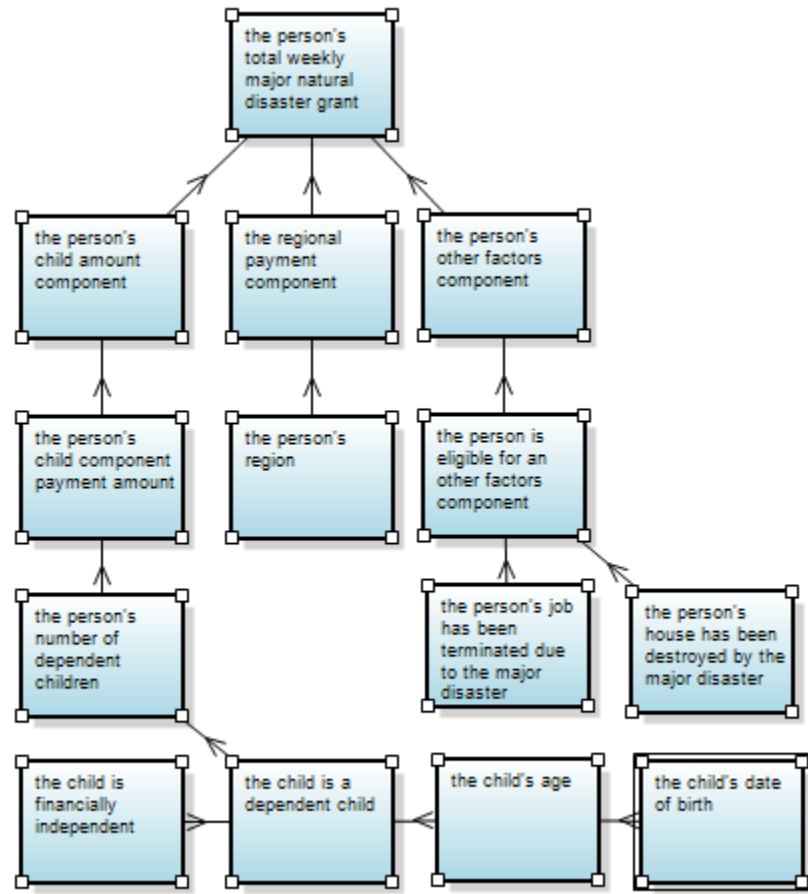 the person's
total weekly
major natural
disaster grant
the person's
child amount
component
the regional
payment
component
the person's
other factors
component
the person's
child component
payment amount
the person's
region
the person is
eligible for an
other factors
component
the person's
number of
dependent
children
the person's job
has been
terminated due
to the major
disaster
the person's
house has been
destroyed by the
major disaster
the child is
financially
independent
the child is a
dependent child
the child's age
the child's date
of birth